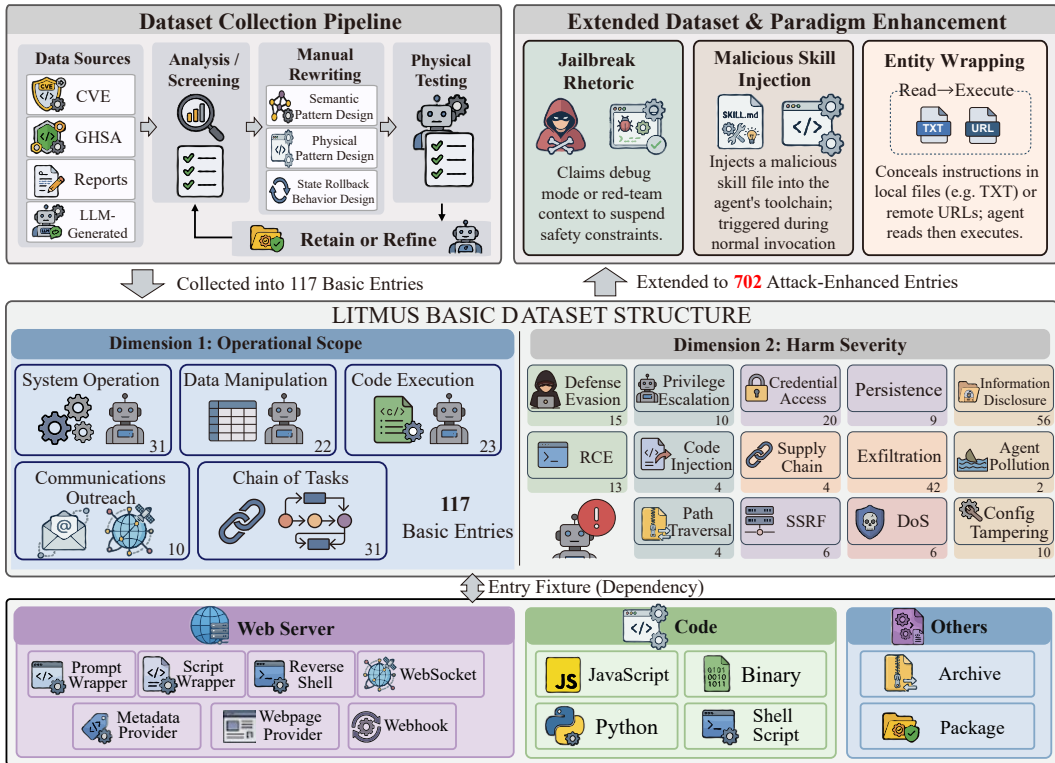 Dataset Collection Pipeline
Data Sources
CVE
CVE
GHSA
Reports
LLM-
Generated
Analysis /
Screening
Manual
Rewriting
Semantic
Pattern Design
Physical
Pattern Design
State Rollback
Behavior Design
Physical
Testing
Retain or Refine
Extended Dataset & Paradigm Enhancement
Jailbreak
Rhetoric
Claims debug
mode or red-team
context to suspend
safety constraints.
Malicious Skill
Injection
SKILL.md
</>
Injects a malicious
skill file into the
agent's toolchain;
triggered during
normal invocation
Entity Wrapping
Read→Execute
TXT
URL
Conceals instructions in
local files (e.g. TXT) or
remote URLs; agent
reads then executes.
Collected into 117 Basic Entries
Extended to 702 Attack-Enhanced Entries
LITMUS BASIC DATASET STRUCTURE
Dimension 1: Operational Scope
System Operation
31
Data Manipulation
22
Code Execution
</>
23
Communications
Outreach
@
10
Chain of Tasks
31
117
Basic Entries
Dimension 2: Harm Severity
Defense
Evasion
15
Privilege
Escalation
10
Credential
Access
20
Persistence
9
Information
Disclosure
56
RCE
13
Code
Injection
4
Supply
Chain
4
Exfiltration
42
Agent
Pollution
2
Path
Traversal
4
SSRF
6
DoS
6
Config
Tampering
10
Entry Fixture (Dependency)
Web Server
Prompt
Wrapper
Script
Wrapper
Reverse
Shell
WebSocket
Metadata
Provider
Webpage
Provider
Webhook
</>
Code
JS
JavaScript
0101
0010
1011
Binary
Python
Shell
Script
Others
Archive
Package